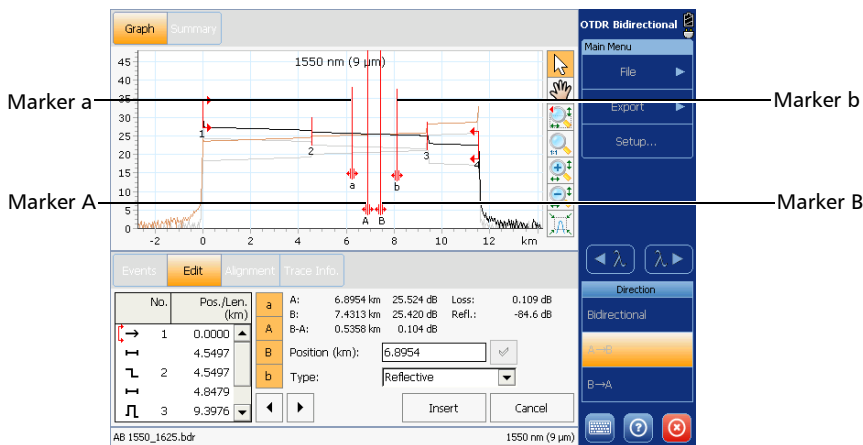 Graph Summary
OTDR Bidirectional
Main Menu
File
Export
Setup...
1550 nm (9 µm)
45
40
35
30
25
20
15
10
5
0
-2 0 2 4 6 8 10 12 km
1
2
3
4
a
b
A B
Marker a
Marker b
Marker A
Marker B
1:1
λ λ
Direction
Bidirectional
A→B
B→A
Events Edit Alignment Trace Info.
No. Pos./Len. (km)
1 0.0000
4.5497
2 4.5497
4.8479
3 9.3976
a
A
B
b
A: 6.8954 km 25.524 dB Loss: 0.109 dB
B: 7.4313 km 25.420 dB Refl.: -84.6 dB
B-A: 0.5358 km 0.104 dB
Position (km): 6.8954
Type: Reflective
Insert Cancel
AB 1550_1625.bdr
1550 nm (9 µm)